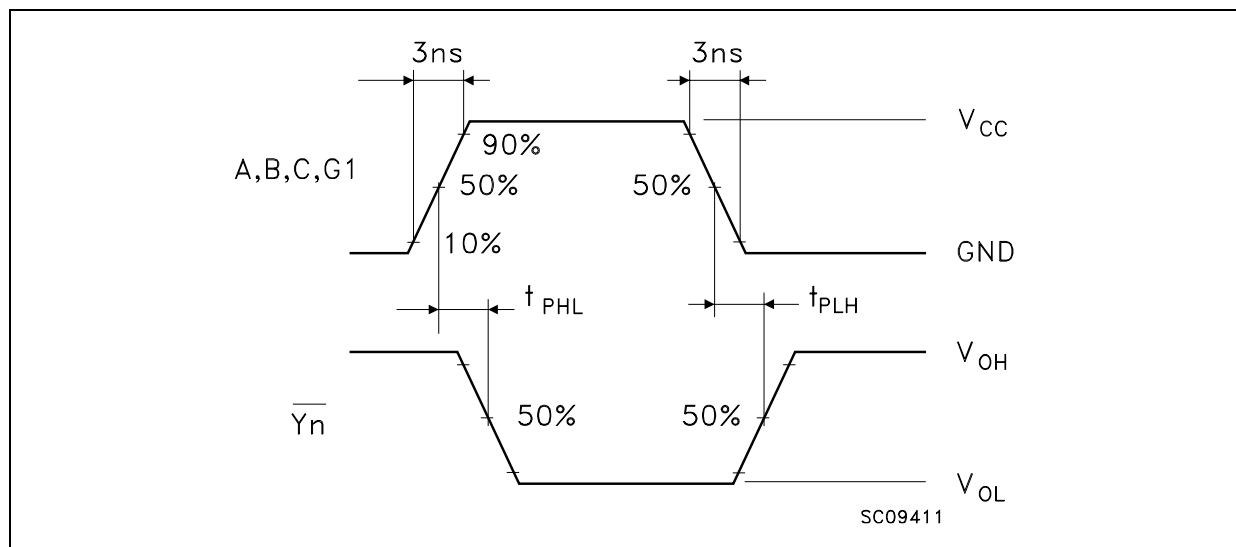 3ns 3ns
V_CC
90%
A,B,C,G1 50% 50%
10% GND
t_PHL t_PLH
V_OH
Yn 50% 50%
V_OL
SC09411